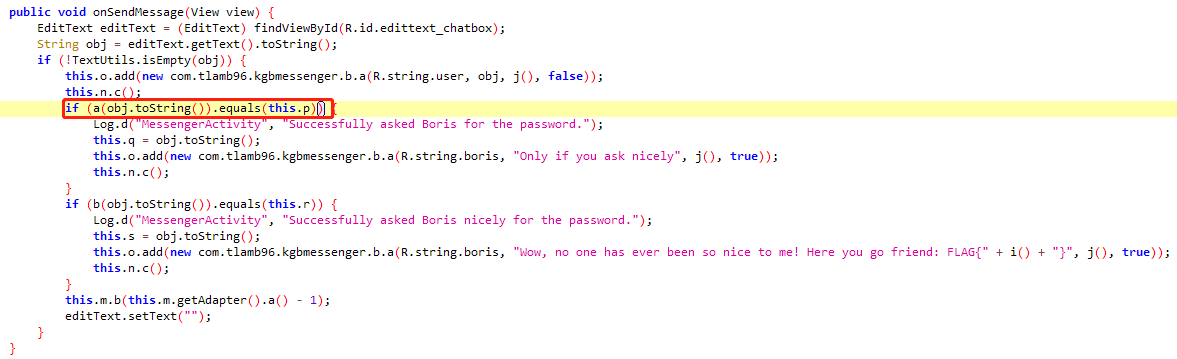 public void onSendMessage(View view) {
    EditText editText = (EditText) findViewById(R.id.edittext_chatbox);
    String obj = editText.getText().toString();
    if (!TextUtils.isEmpty(obj)) {
        this.o.add(new com.tlamb96.kgbmessenger.b.a(R.string.user, obj, j(), false));
        this.n.c();
        if (a(obj.toString()).equals(this.p)) {
            Log.d("MessengerActivity", "Successfully asked Boris for the password.");
            this.q = obj.toString();
            this.o.add(new com.tlamb96.kgbmessenger.b.a(R.string.boris, "Only if you ask nicely", j(), true));
            this.n.c();
        }
        if (b(obj.toString()).equals(this.r)) {
            Log.d("MessengerActivity", "Successfully asked Boris nicely for the password.");
            this.s = obj.toString();
            this.o.add(new com.tlamb96.kgbmessenger.b.a(R.string.boris, "Wow, no one has ever been so nice to me! Here you go friend: FLAG{" + i() + "}", j(), true));
            this.n.c();
        }
        this.m.b(this.m.getAdapter().a() - 1);
        editText.setText("");
    }
}